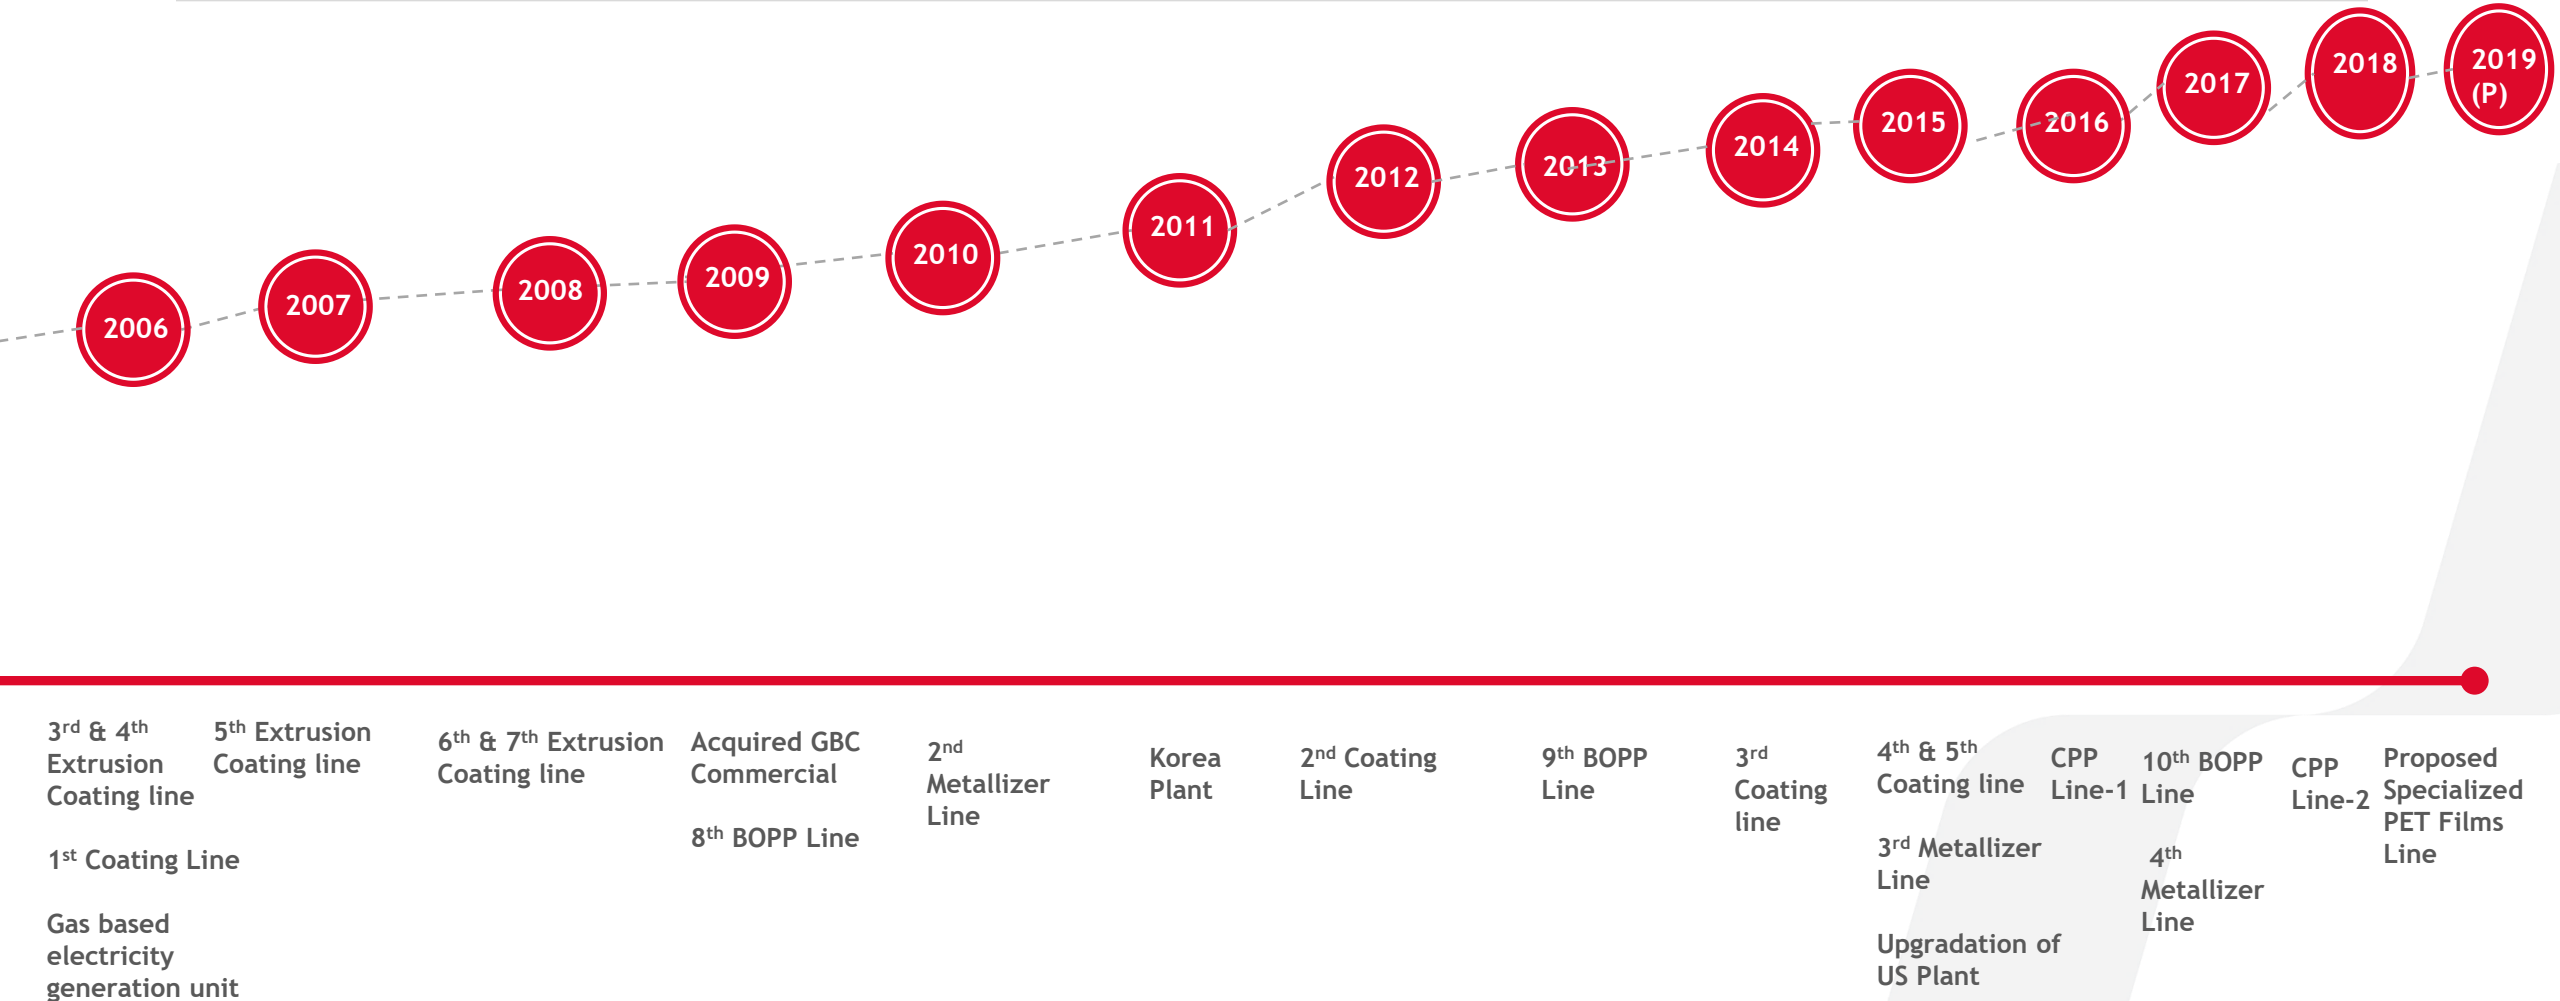 2006
2007
2008
2009
2010
2011
2012
2013
2014
2015
2016
2017
2018
2019
(P)
3rd & 4th
Extrusion
Coating line
1st Coating Line
Gas based
electricity
generation unit
5th Extrusion
Coating line
6th & 7th Extrusion
Coating line
Acquired GBC
Commercial
8th BOPP Line
2nd
Metallizer
Line
Korea
Plant
2nd Coating
Line
9th BOPP
Line
3rd
Coating
line
4th & 5th
Coating line
3rd Metallizer
Line
Upgradation of
US Plant
CPP
Line-1
10th BOPP
Line
4th
Metallizer
Line
CPP
Line-2
Proposed
Specialized
PET Films
Line